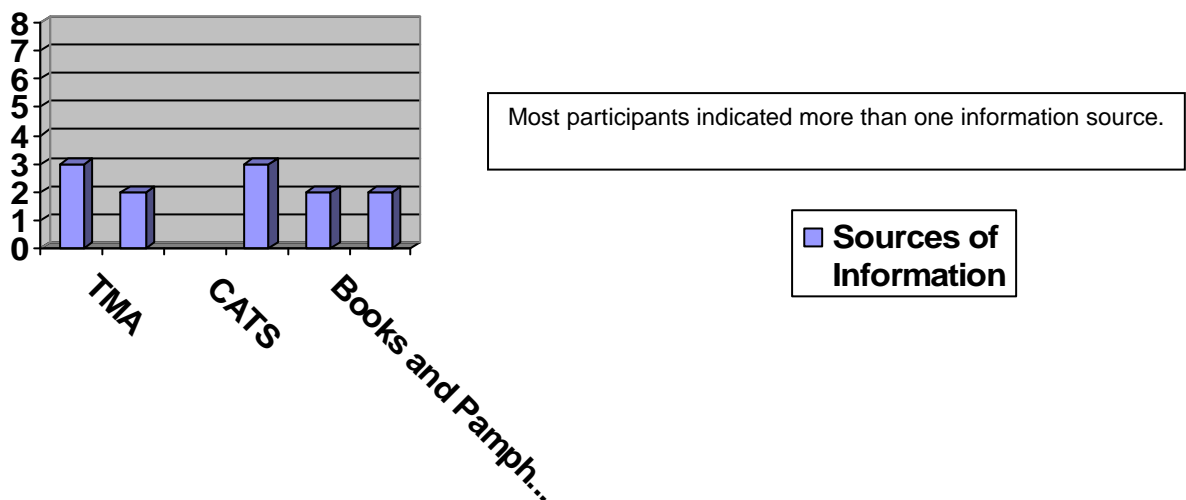 8
7
6
5
4
3
2
1
0
TMA
CATS
Books and Pamph...
Most participants indicated more than one information source.
Sources of
Information